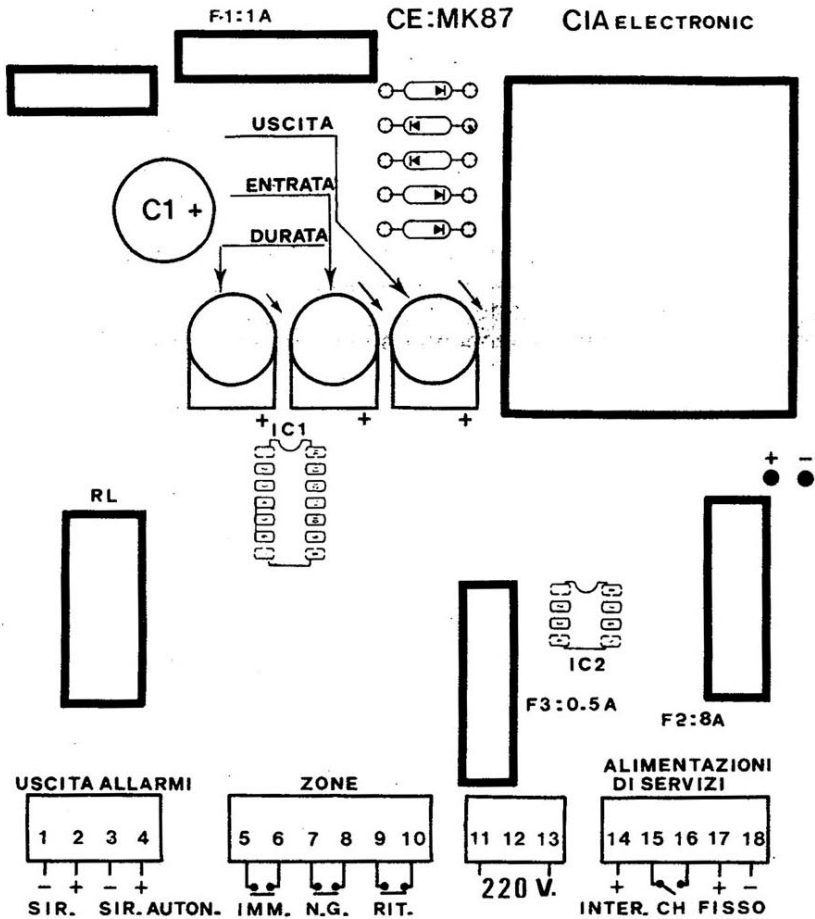 F-1:1A CE:MK87 CIA ELECTRONIC
USCITA
ENTRATA
C1 +
DURATA
+ + +
IC1
+ −
RL
IC2
F3:0.5A
F2:8A
USCITA ALLARMI ZONE ALIMENTAZIONI
DI SERVIZI
1 2 3 4 5 6 7 8 9 10 11 12 13 14 15 16 17 18
− + − + 220 V. + + −
SIR. SIR.AUTON. IMM. N.G. RIT. INTER. CH FISSO